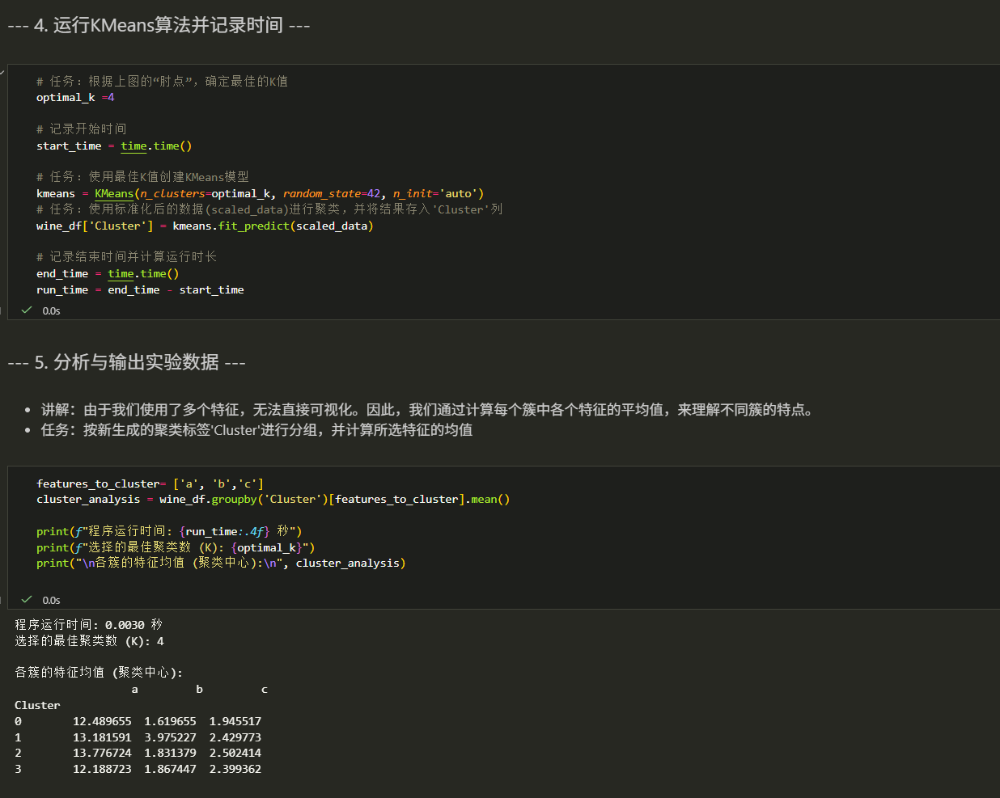 --- 4. 运行KMeans算法并记录时间 ---
# 任务：根据上图的“肘点”，确定最佳的K值
optimal_k =4
# 记录开始时间
start_time = time.time()
# 任务：使用最佳K值创建KMeans模型
kmeans = KMeans(n_clusters=optimal_k, random_state=42, n_init='auto')
# 任务：使用标准化后的数据(scaled_data)进行聚类，并将结果存入'Cluster'列
wine_df['Cluster'] = kmeans.fit_predict(scaled_data)
# 记录结束时间并计算运行时长
end_time = time.time()
run_time = end_time - start_time
0.0s
--- 5. 分析与输出实验数据 ---
• 讲解：由于我们使用了多个特征，无法直接可视化。因此，我们通过计算每个簇中各个特征的平均值，来理解不同簇的特点。
• 任务：按新生成的聚类标签'Cluster'进行分组，并计算所选特征的均值
features_to_cluster= ['a', 'b','c']
cluster_analysis = wine_df.groupby('Cluster')[features_to_cluster].mean()
print(f"程序运行时间: {run_time:.4f} 秒")
print(f"选择的最佳聚类数 (K): {optimal_k}")
print("\n各簇的特征均值 (聚类中心):\n", cluster_analysis)
0.0s
程序运行时间: 0.0030 秒
选择的最佳聚类数 (K): 4
各簇的特征均值 (聚类中心):
a b c
Cluster
0 12.489655 1.619655 1.945517
1 13.181591 3.975227 2.429773
2 13.776724 1.831379 2.502414
3 12.188723 1.867447 2.399362